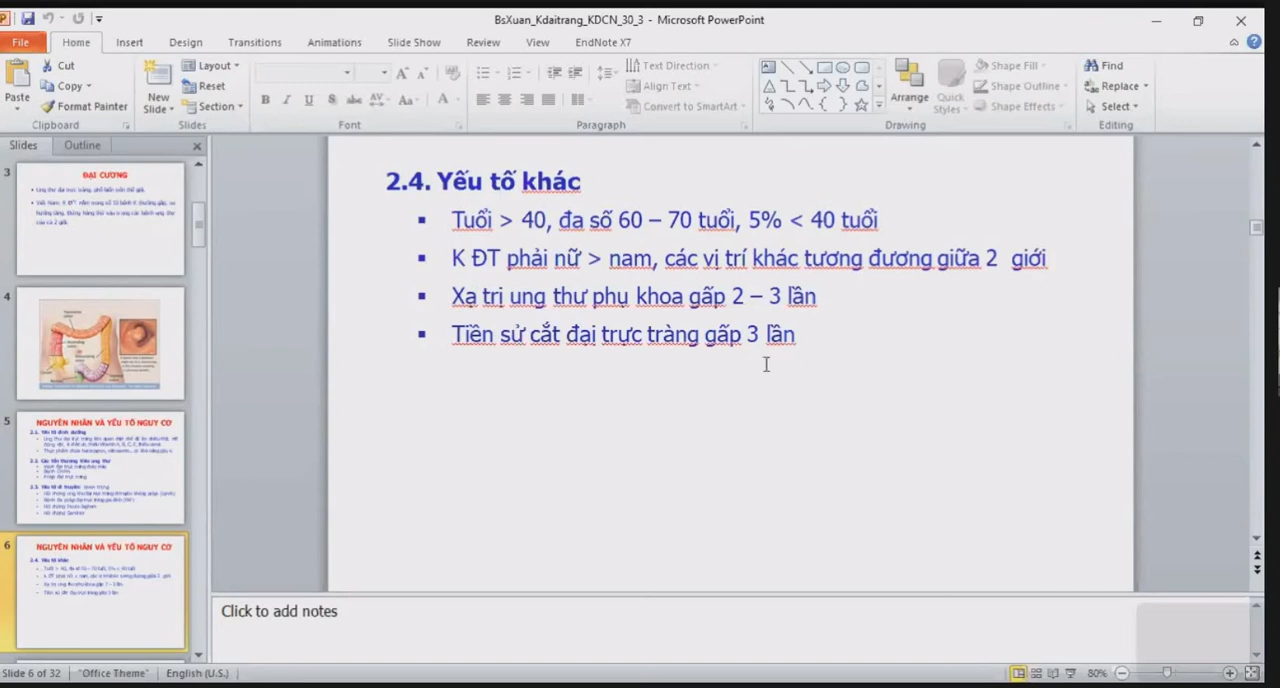 BsXuan_Kdaitrang_KDCN_30_3 - Microsoft PowerPoint
File Home Insert Design Transitions Animations Slide Show Review View EndNote X7
Paste
Cut
Copy
Format Painter
Clipboard
New Slide
Layout
Reset
Section
Slides
Font
Text Direction
Align Text
Convert to SmartArt
Paragraph
Arrange
Quick Styles
Shape Fill
Shape Outline
Shape Effects
Drawing
Find
Replace
Select
Editing
Slides Outline
3
ĐẠI CƯƠNG
4
5
NGUYÊN NHÂN VÀ YẾU TỐ NGUY CƠ
6
NGUYÊN NHÂN VÀ YẾU TỐ NGUY CƠ
2.4. Yếu tố khác
Tuổi > 40, đa số 60 – 70 tuổi, 5% < 40 tuổi
K ĐT phải nữ > nam, các vị trí khác tương đương giữa 2 giới
Xạ trị ung thư phụ khoa gấp 2 – 3 lần
Tiền sử cắt đại trực tràng gấp 3 lần
Click to add notes
Slide 6 of 32 "Office Theme" English (U.S.) 80%